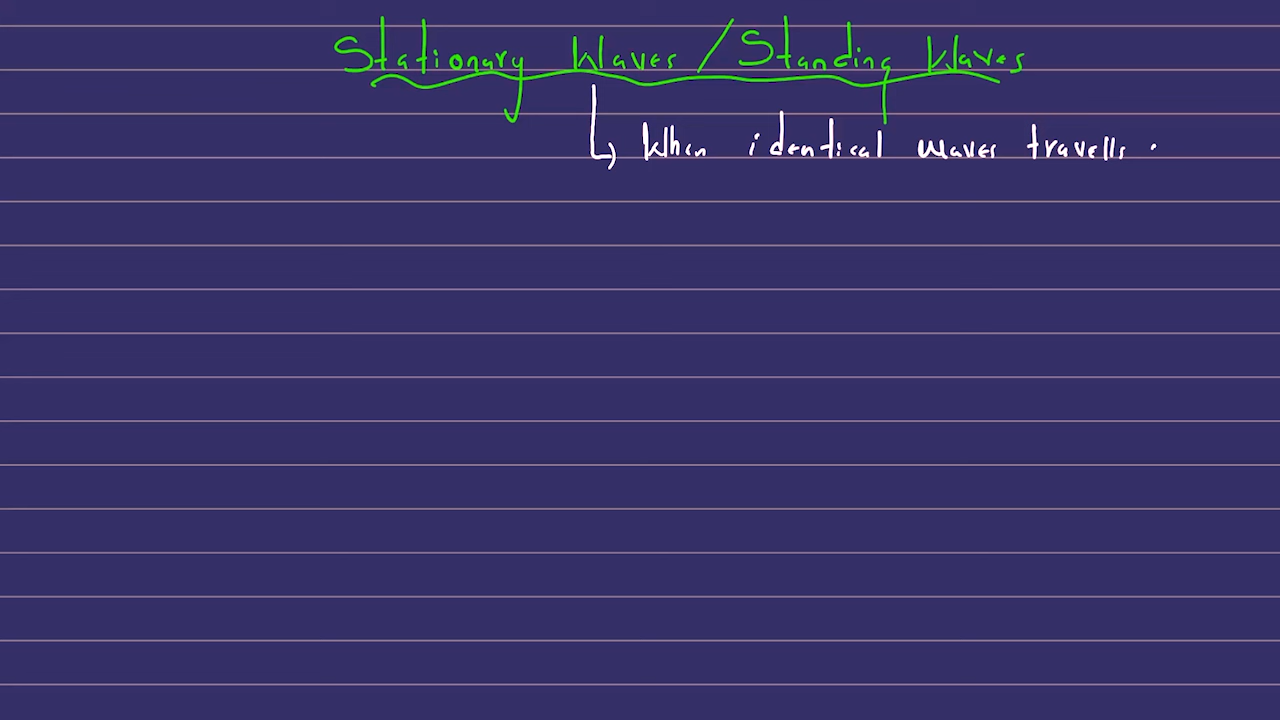 Stationary Waves / Standing Waves
↳ When identical waves travells